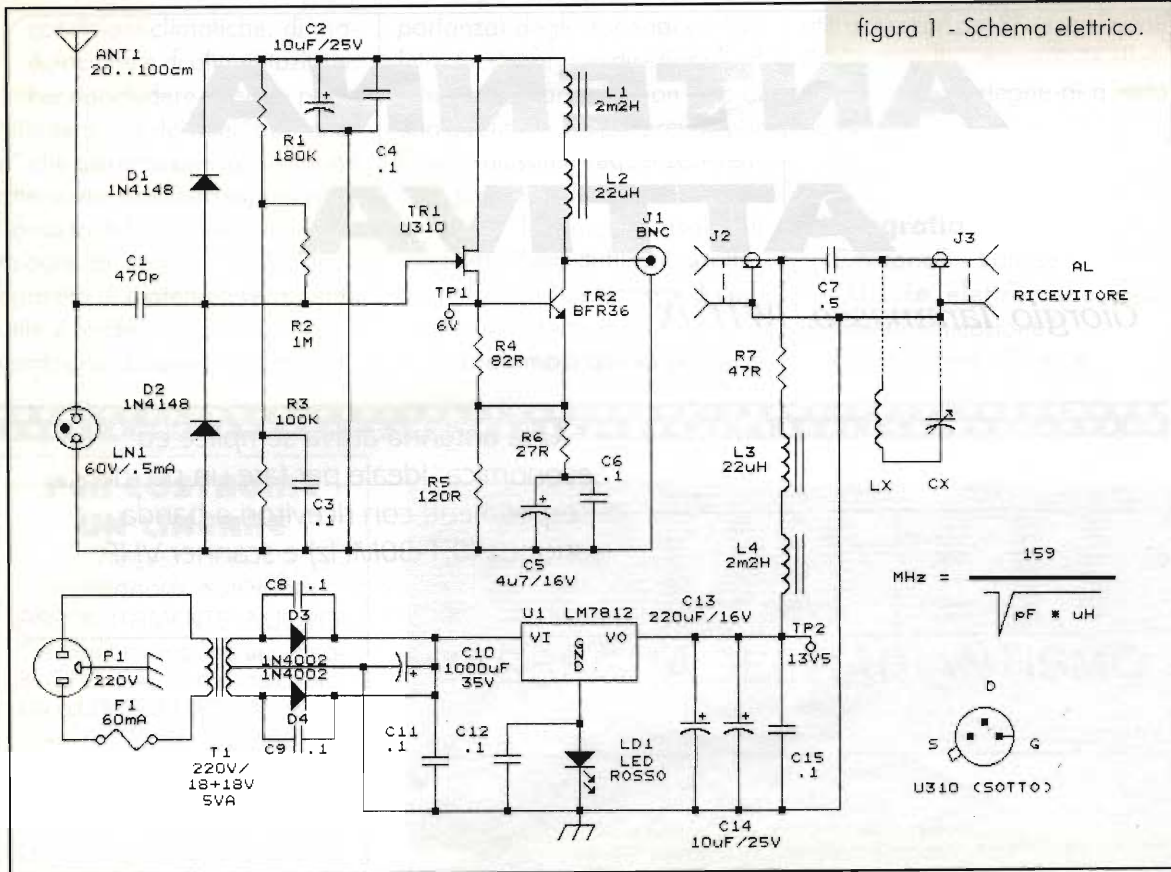 figura 1 - Schema elettrico.
ANT1
20..100cm
C2
10uF/25V
L1
2m2H
R1
180K
C4
.1
D1
1N4148
L2
22uH
TR1
U310
J1
BNC
J2
J3
C1
470p
TP1
6V
TR2
BFR36
C7
.5
AL
RICEVITORE
R2
1M
R4
82R
R7
47R
D2
1N4148
R3
100K
R6
27R
C6
.1
L3
22uH
LN1
60V/.5mA
R5
120R
LX
CX
C3
.1
C5
4u7/16V
L4
2m2H
MHz =
159
pF * uH
C8
.1
D3
U1
LM7812
C13
220uF/16V
VI
VO
GND
TP2
13V5
P1
220V
1N4002
1N4002
C10
1000uF
35V
F1
60mA
D4
C9
.1
C11
.1
C12
.1
LD1
LED
ROSSO
C15
.1
D
S
G
U310 (SOTTO)
T1
220V/
18+18V
5VA
C14
10uF/25V